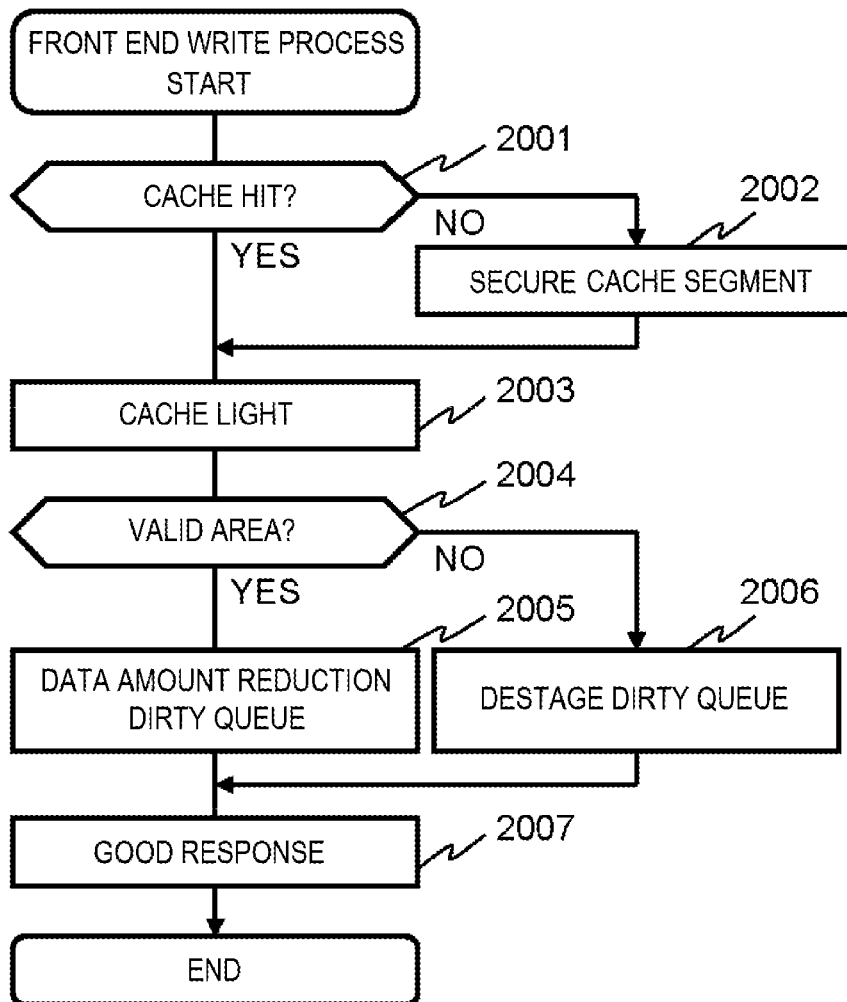 FRONT END WRITE PROCESS
START
2001
CACHE HIT?
2002
NO
YES
SECURE CACHE SEGMENT
2003
CACHE LIGHT
2004
VALID AREA?
NO
YES
2005
2006
DATA AMOUNT REDUCTION
DIRTY QUEUE
DESTAGE DIRTY QUEUE
2007
GOOD RESPONSE
END